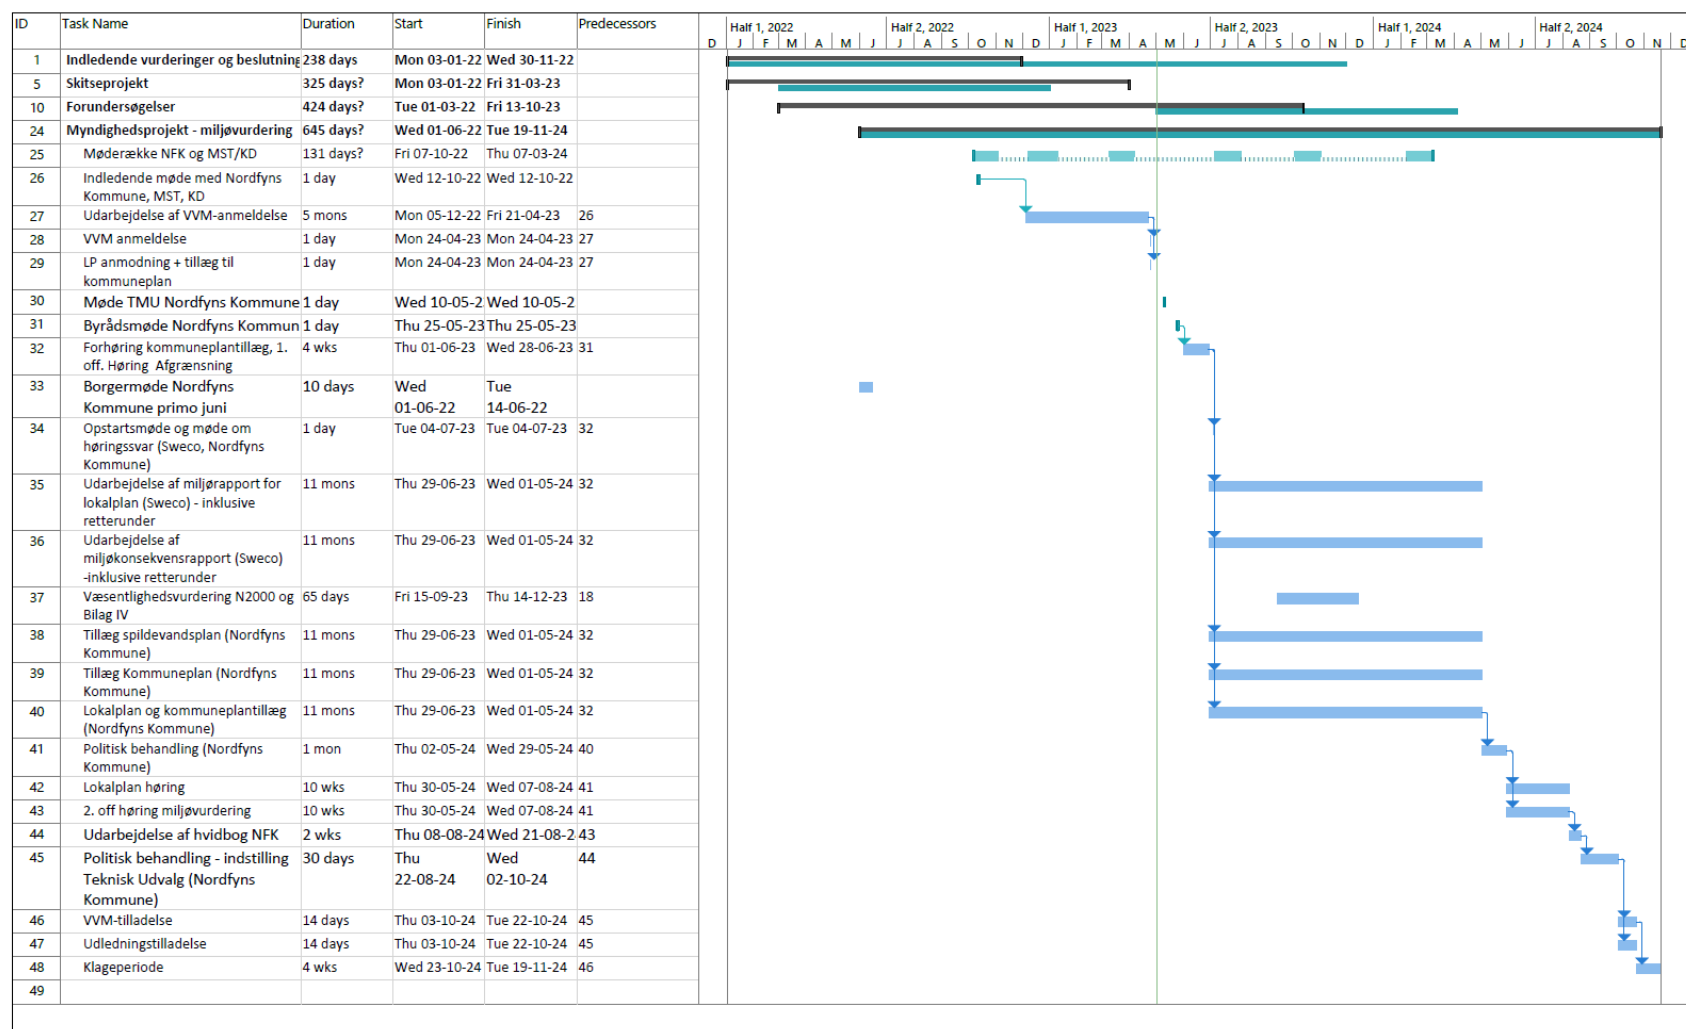 ID Task Name Duration Start Finish Predecessors
Half 1, 2022 Half 2, 2022 Half 1, 2023 Half 2, 2023 Half 1, 2024 Half 2, 2024
D J F M A M J J A S O N D J F M A M J J A S O N D J F M A M J J A S O N D
1 Indledende vurderinger og beslutning 238 days Mon 03-01-22 Wed 30-11-22
5 Skitseprojekt 325 days? Mon 03-01-22 Fri 31-03-23
10 Forundersøgelser 424 days? Tue 01-03-22 Fri 13-10-23
24 Myndighedsprojekt - miljøvurdering 645 days? Wed 01-06-22 Tue 19-11-24
25 Møderække NFK og MST/KD 131 days? Fri 07-10-22 Thu 07-03-24
26 Indledende møde med Nordfyns 1 day Wed 12-10-22 Wed 12-10-22
Kommune, MST, KD
27 Udarbejdelse af VVM-anmeldelse 5 mons Mon 05-12-22 Fri 21-04-23 26
28 VVM anmeldelse 1 day Mon 24-04-23 Mon 24-04-23 27
29 LP anmodning + tillæg til 1 day Mon 24-04-23 Mon 24-04-23 27
kommuneplan
30 Møde TMU Nordfyns Kommune 1 day Wed 10-05-2 Wed 10-05-2
31 Byrådsmøde Nordfyns Kommun 1 day Thu 25-05-23 Thu 25-05-23
32 Forhøring kommuneplantillæg, 1. 4 wks Thu 01-06-23 Wed 28-06-23 31
off. Høring Afgrænsning
33 Borgermøde Nordfyns 10 days Wed Tue
Kommune primo juni 01-06-22 14-06-22
34 Opstartsmøde og møde om 1 day Tue 04-07-23 Tue 04-07-23 32
høringssvar (Sweco, Nordfyns
Kommune)
35 Udarbejdelse af miljørapport for 11 mons Thu 29-06-23 Wed 01-05-24 32
lokalplan (Sweco) - inklusive
retterunder
36 Udarbejdelse af 11 mons Thu 29-06-23 Wed 01-05-24 32
miljøkonsekvensrapport (Sweco)
-inklusive retterunder
37 Væsentlighedsvurdering N2000 og 65 days Fri 15-09-23 Thu 14-12-23 18
Bilag IV
38 Tillæg spildevandsplan (Nordfyns 11 mons Thu 29-06-23 Wed 01-05-24 32
Kommune)
39 Tillæg Kommuneplan (Nordfyns 11 mons Thu 29-06-23 Wed 01-05-24 32
Kommune)
40 Lokalplan og kommuneplantillæg 11 mons Thu 29-06-23 Wed 01-05-24 32
(Nordfyns Kommune)
41 Politisk behandling (Nordfyns 1 mon Thu 02-05-24 Wed 29-05-24 40
Kommune)
42 Lokalplan høring 10 wks Thu 30-05-24 Wed 07-08-24 41
43 2. off høring miljøvurdering 10 wks Thu 30-05-24 Wed 07-08-24 41
44 Udarbejdelse af hvidbog NFK 2 wks Thu 08-08-24 Wed 21-08-2 43
45 Politisk behandling - indstilling 30 days Thu Wed 44
Teknisk Udvalg (Nordfyns 22-08-24 02-10-24
Kommune)
46 VVM-tilladelse 14 days Thu 03-10-24 Tue 22-10-24 45
47 Udledningstilladelse 14 days Thu 03-10-24 Tue 22-10-24 45
48 Klageperiode 4 wks Wed 23-10-24 Tue 19-11-24 46
49